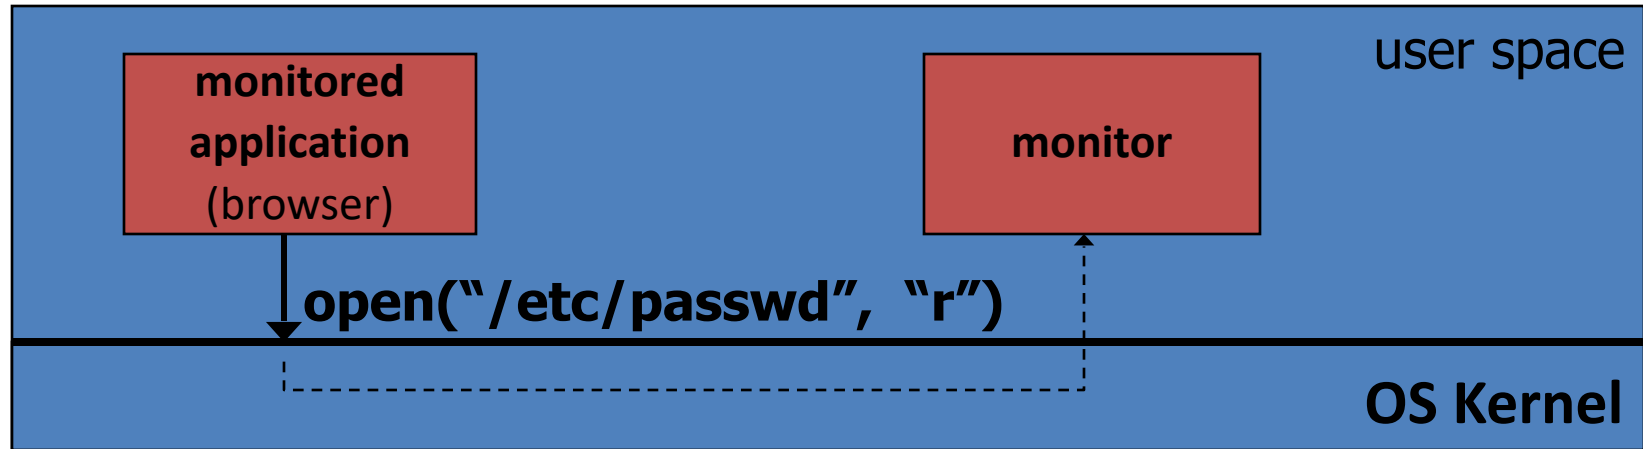 user space
monitored
application
(browser)
monitor
open(“/etc/passwd”, “r”)
OS Kernel